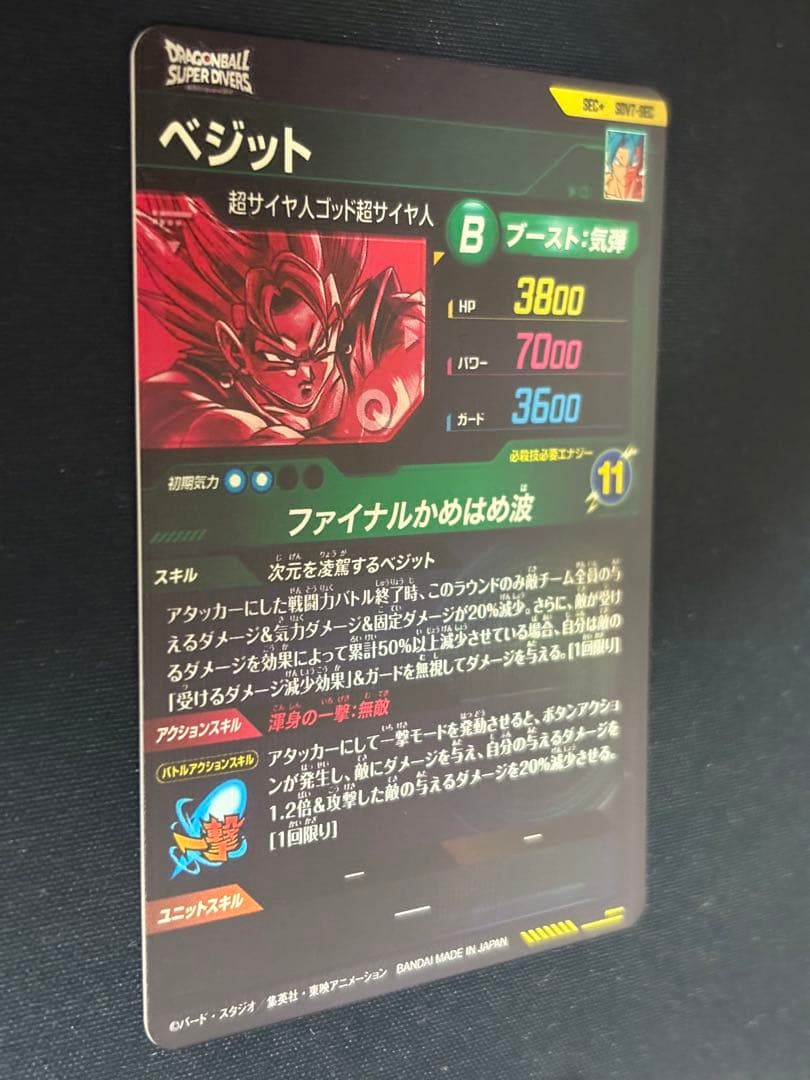 DRAGONBALL
SUPER DIVERS
SEC★ SDV7-SEC
ベジット
超サイヤ人ゴッド超サイヤ人
B ブースト:気弾
HP 3800
パワー 7000
ガード 3600
初期気力
必殺技必要エナジー
11
ファイナルかめはめ波
スキル
次元を凌駕するベジット
アタッカーにした戦闘力バトル終了時、このラウンドのみ敵チーム全員の与
えるダメージ&気力ダメージ&固定ダメージが20%減少。さらに、敵が受け
るダメージを効果によって累計50%以上減少させている場合、自分は敵の
「受けるダメージ減少効果」&ガードを無視してダメージを与える。[1回限り]
アクションスキル
渾身の一撃:無敵
バトルアクションスキル
一撃
アタッカーにして一撃モードを発動させると、ボタンアクショ
ンが発生し、敵にダメージを与え、自分の与えるダメージを
1.2倍&攻撃した敵の与えるダメージを20%減少させる。
[1回限り]
ユニットスキル
©バード・スタジオ/集英社・東映アニメーション BANDAI MADE IN JAPAN